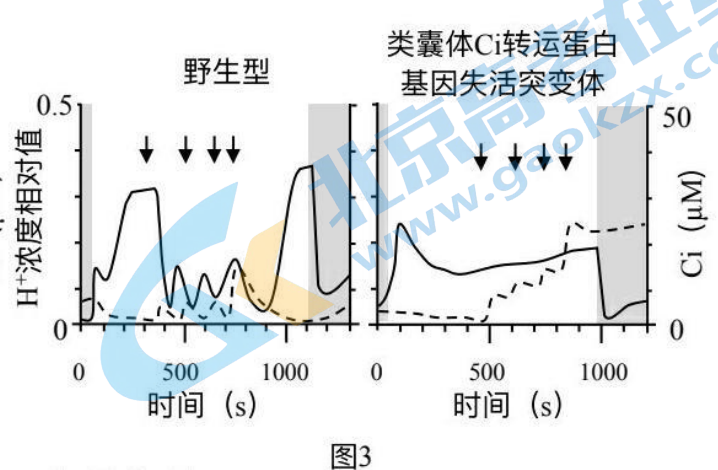 野生型
类囊体Ci转运蛋白
基因失活突变体
0.5
50
H⁺浓度相对值
Ci（μM）
0
0
0 500 1000
0 500 1000
时间（s）
时间（s）
图3
北京高考在线
www.gaokzx.com